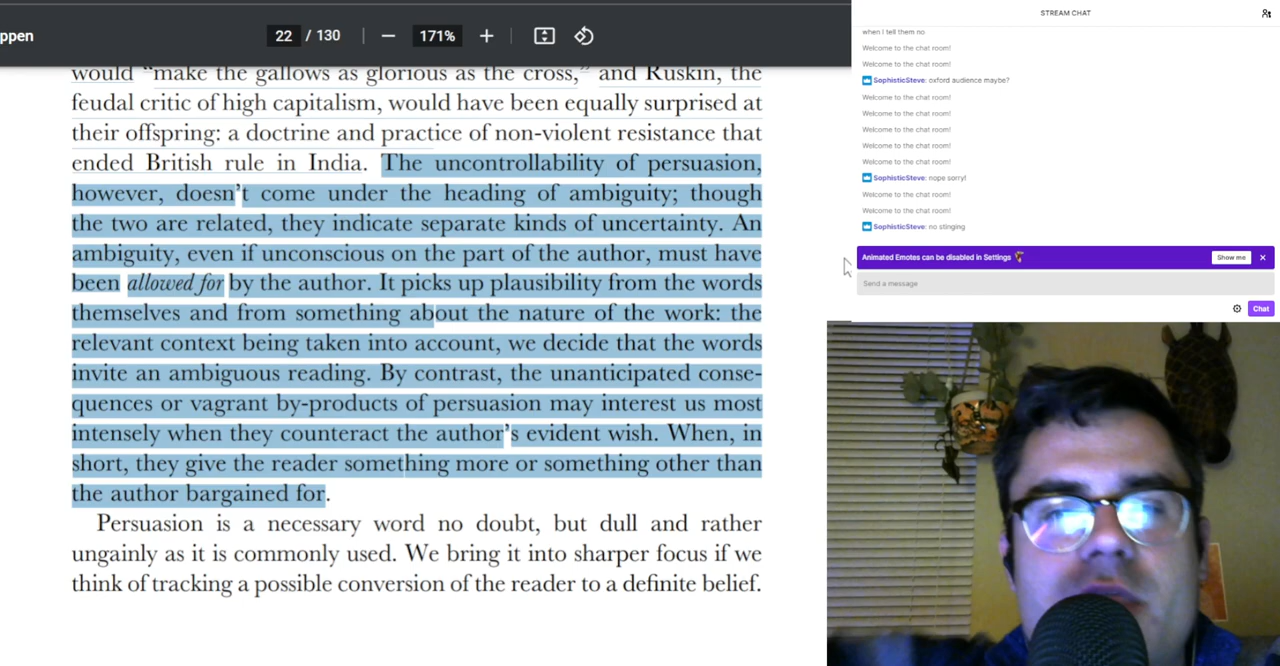 ppen
22 / 130
171%
would “make the gallows as glorious as the cross,” and Ruskin, the
feudal critic of high capitalism, would have been equally surprised at
their offspring: a doctrine and practice of non-violent resistance that
ended British rule in India. The uncontrollability of persuasion,
however, doesn’t come under the heading of ambiguity; though
the two are related, they indicate separate kinds of uncertainty. An
ambiguity, even if unconscious on the part of the author, must have
been allowed for by the author. It picks up plausibility from the words
themselves and from something about the nature of the work: the
relevant context being taken into account, we decide that the words
invite an ambiguous reading. By contrast, the unanticipated conse-
quences or vagrant by-products of persuasion may interest us most
intensely when they counteract the author’s evident wish. When, in
short, they give the reader something more or something other than
the author bargained for.
Persuasion is a necessary word no doubt, but dull and rather
ungainly as it is commonly used. We bring it into sharper focus if we
think of tracking a possible conversion of the reader to a definite belief.
STREAM CHAT
when I tell them no
Welcome to the chat room!
Welcome to the chat room!
SophisticSteve: oxford audience maybe?
Welcome to the chat room!
Welcome to the chat room!
Welcome to the chat room!
Welcome to the chat room!
Welcome to the chat room!
SophisticSteve: nope sorry!
Welcome to the chat room!
Welcome to the chat room!
SophisticSteve: no stinging
Animated Emotes can be disabled in Settings
Show me
Send a message
Chat